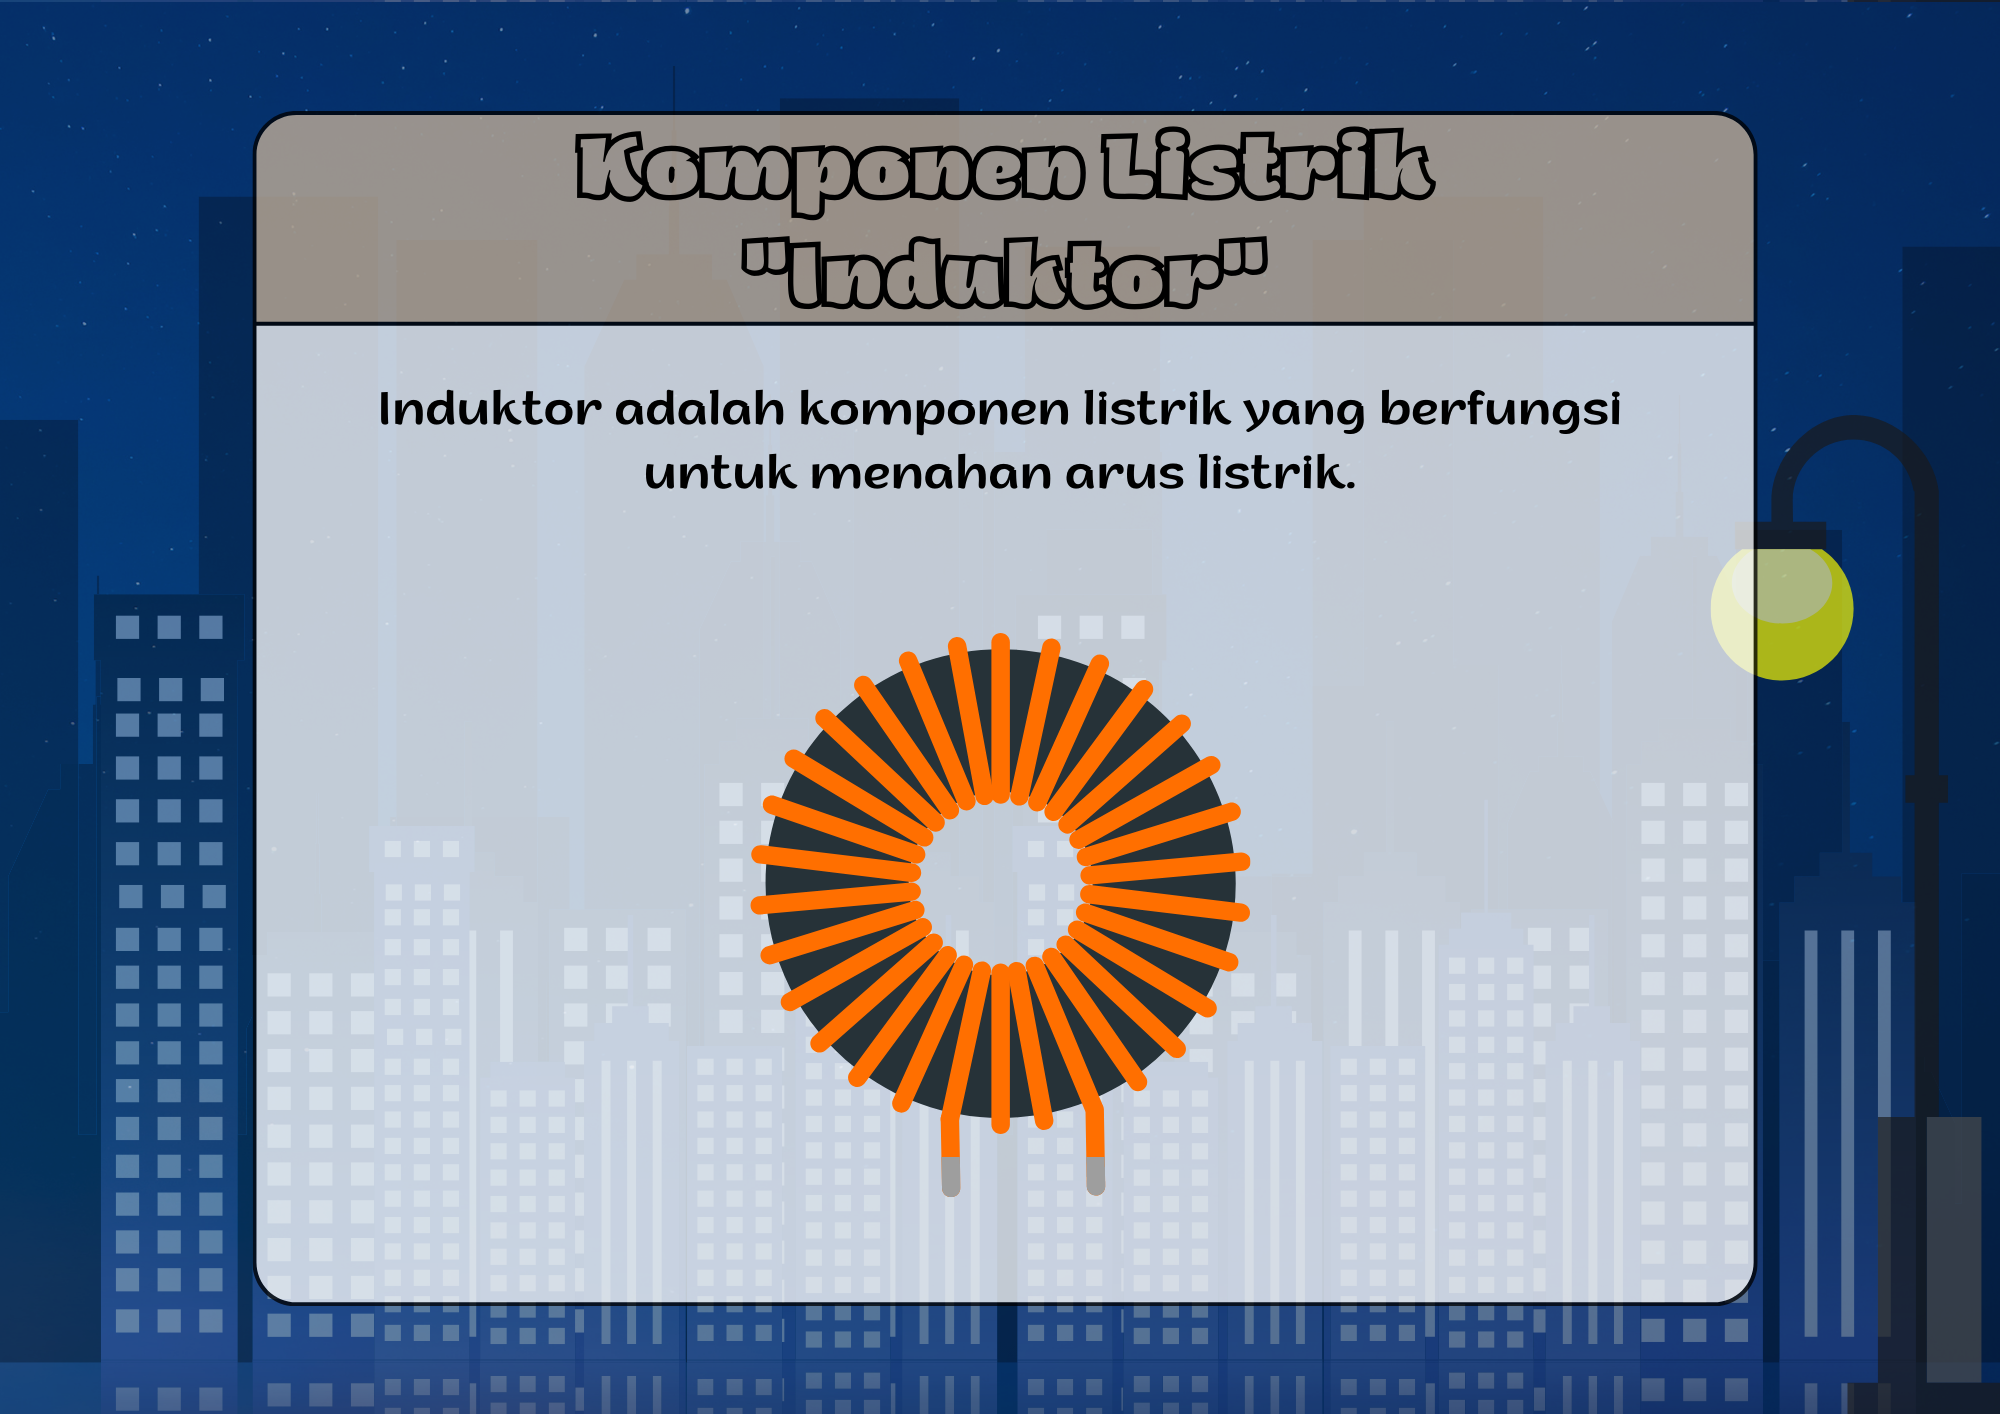 Komponen Listrik
"Induktor"
Induktor adalah komponen listrik yang berfungsi
untuk menahan arus listrik.